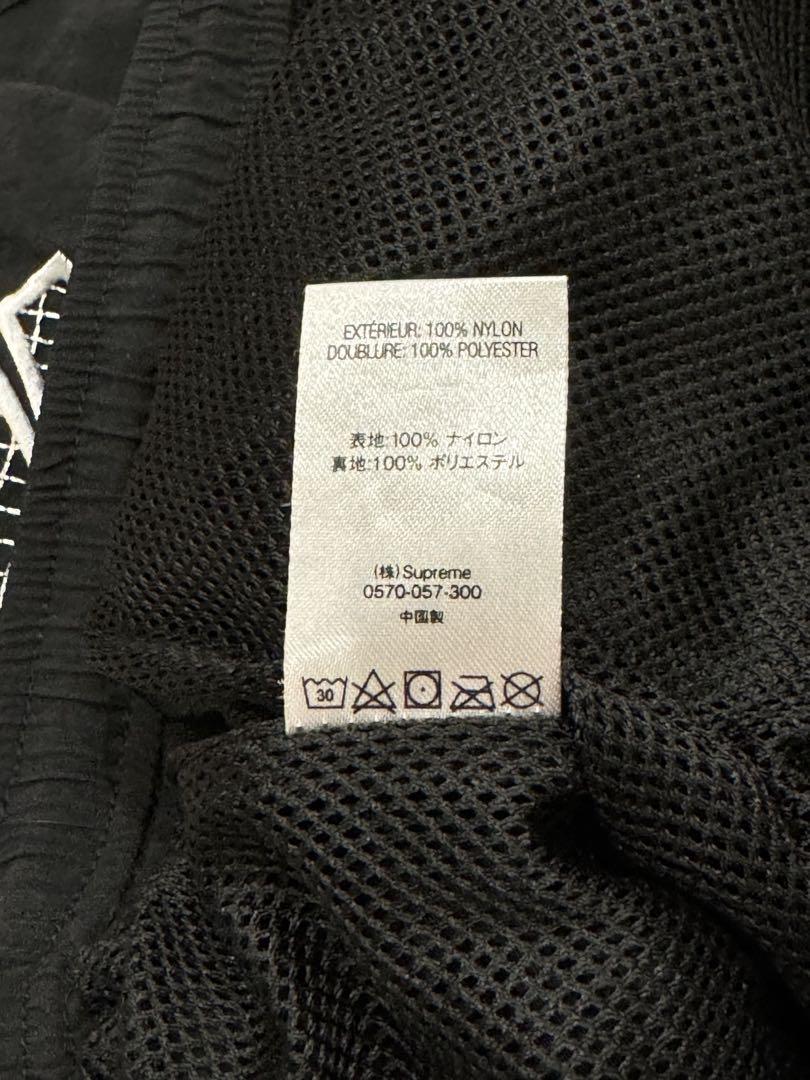 EXTÉRIEUR: 100% NYLON
DOUBLURE: 100% POLYESTER
表地:100% ナイロン
裏地:100% ポリエステル
(株)Supreme
0570-057-300
中国製
30